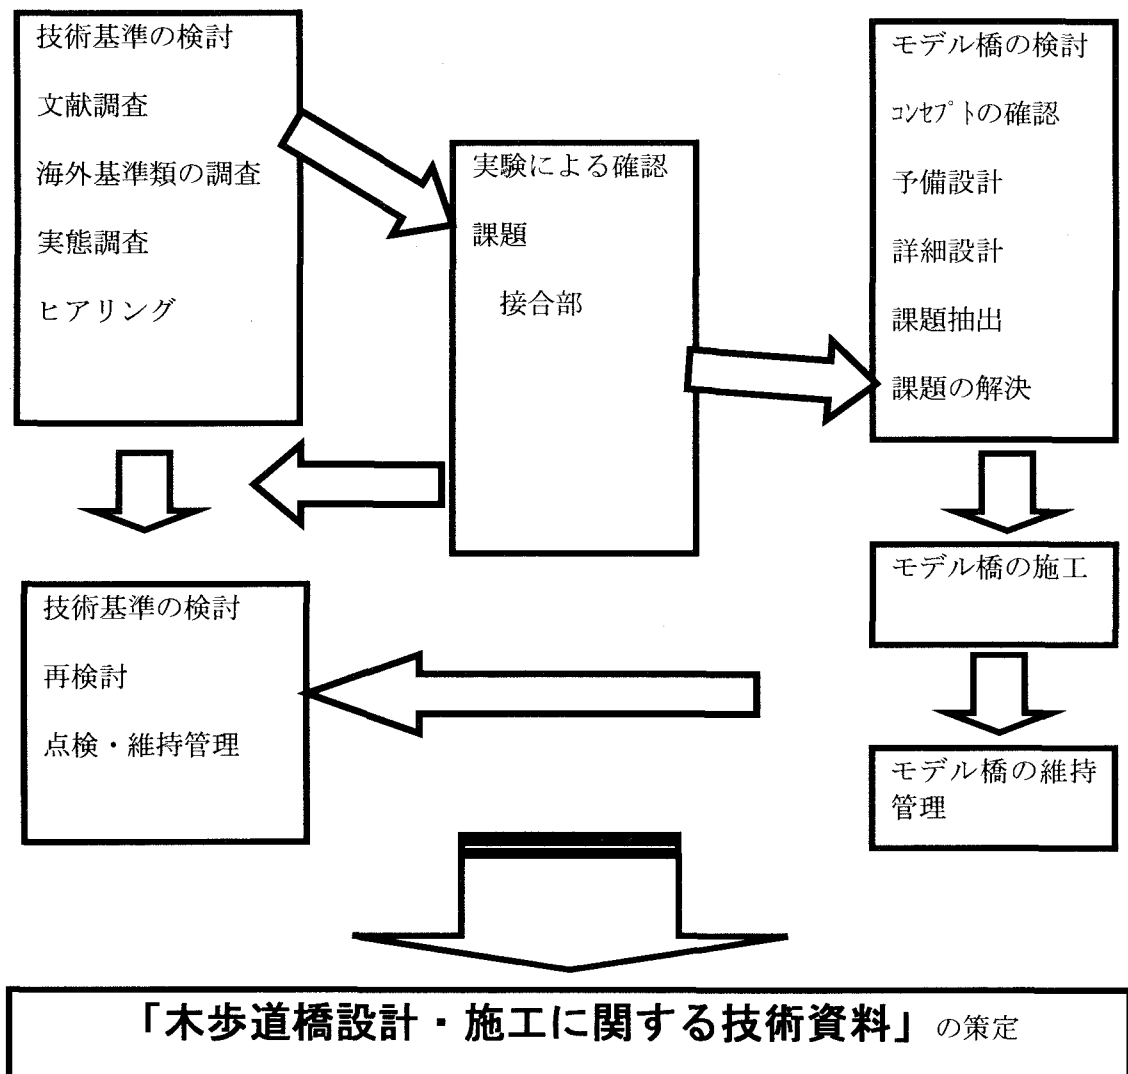 技術基準の検討
文献調査
海外基準類の調査
実態調査
ヒアリング
実験による確認
課題
接合部
モデル橋の検討
ｺﾝｾﾌﾟﾄの確認
予備設計
詳細設計
課題抽出
課題の解決
モデル橋の施工
モデル橋の維持
管理
技術基準の検討
再検討
点検・維持管理
「木歩道橋設計・施工に関する技術資料」の策定